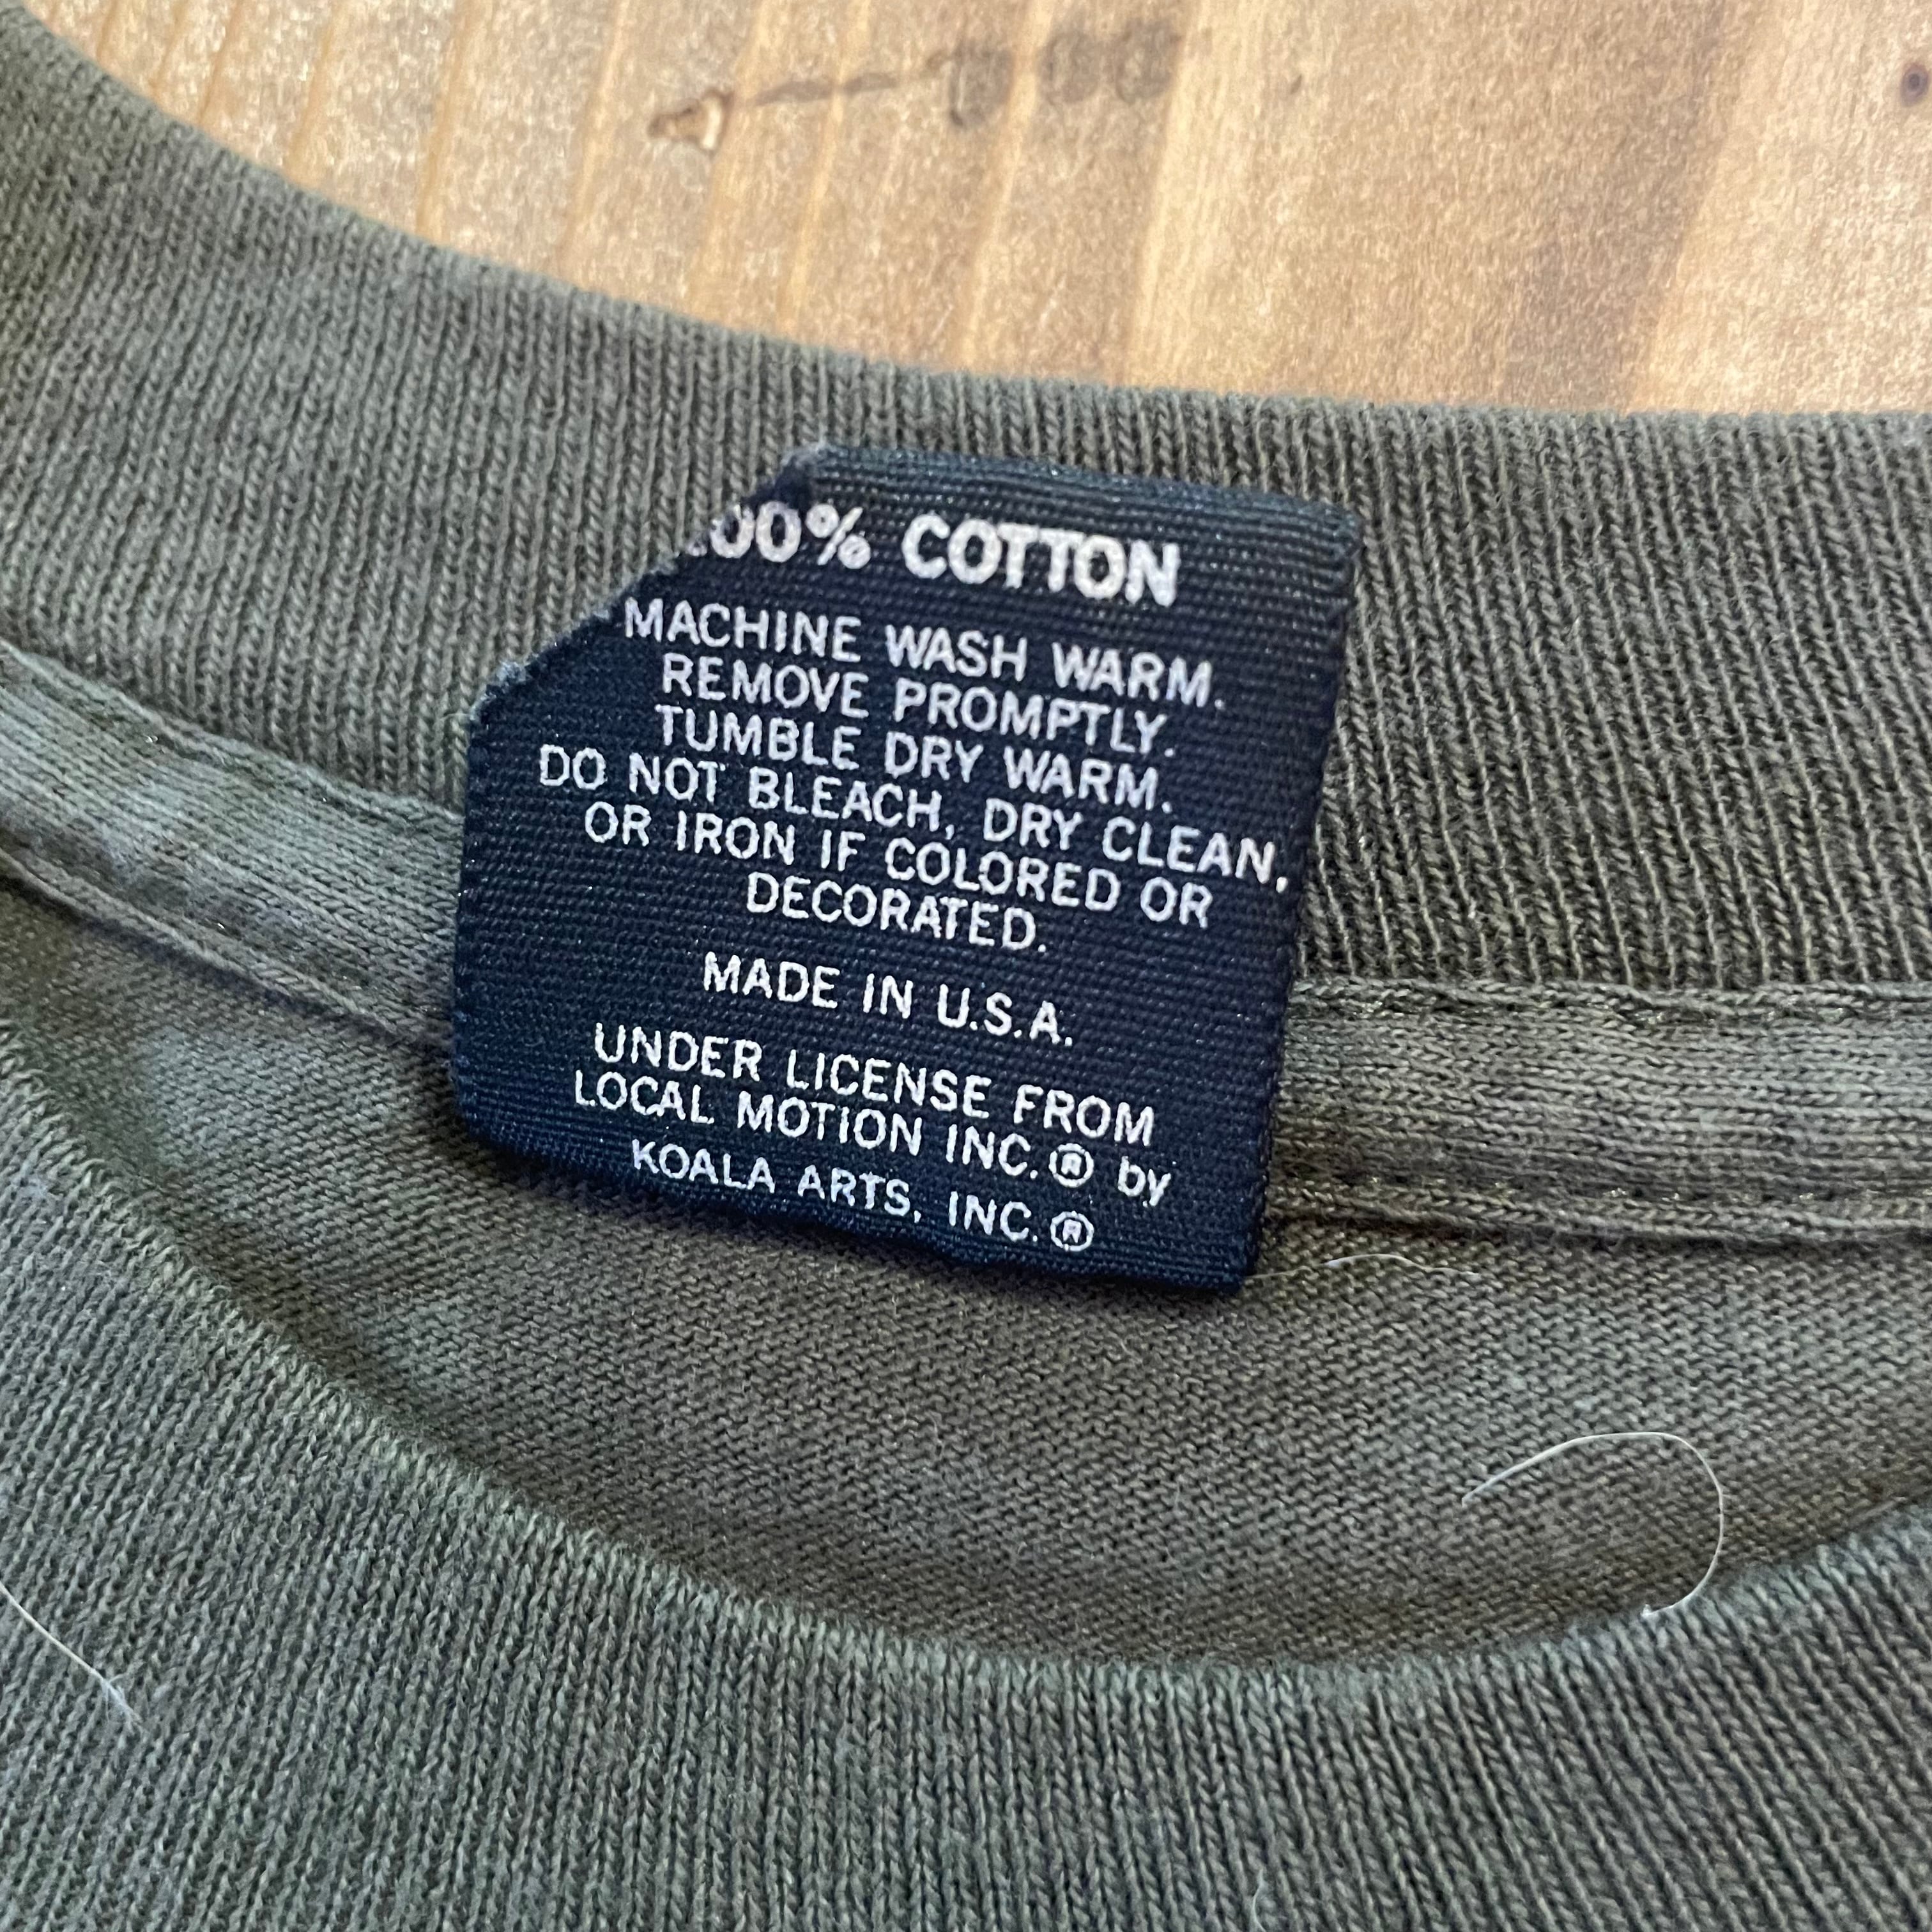 00% COTTON
MACHINE WASH WARM.
REMOVE PROMPTLY.
TUMBLE DRY WARM.
DO NOT BLEACH, DRY CLEAN,
OR IRON IF COLORED OR
DECORATED.
MADE IN U.S.A.
UNDER LICENSE FROM
LOCAL MOTION INC.® by
KOALA ARTS, INC.®